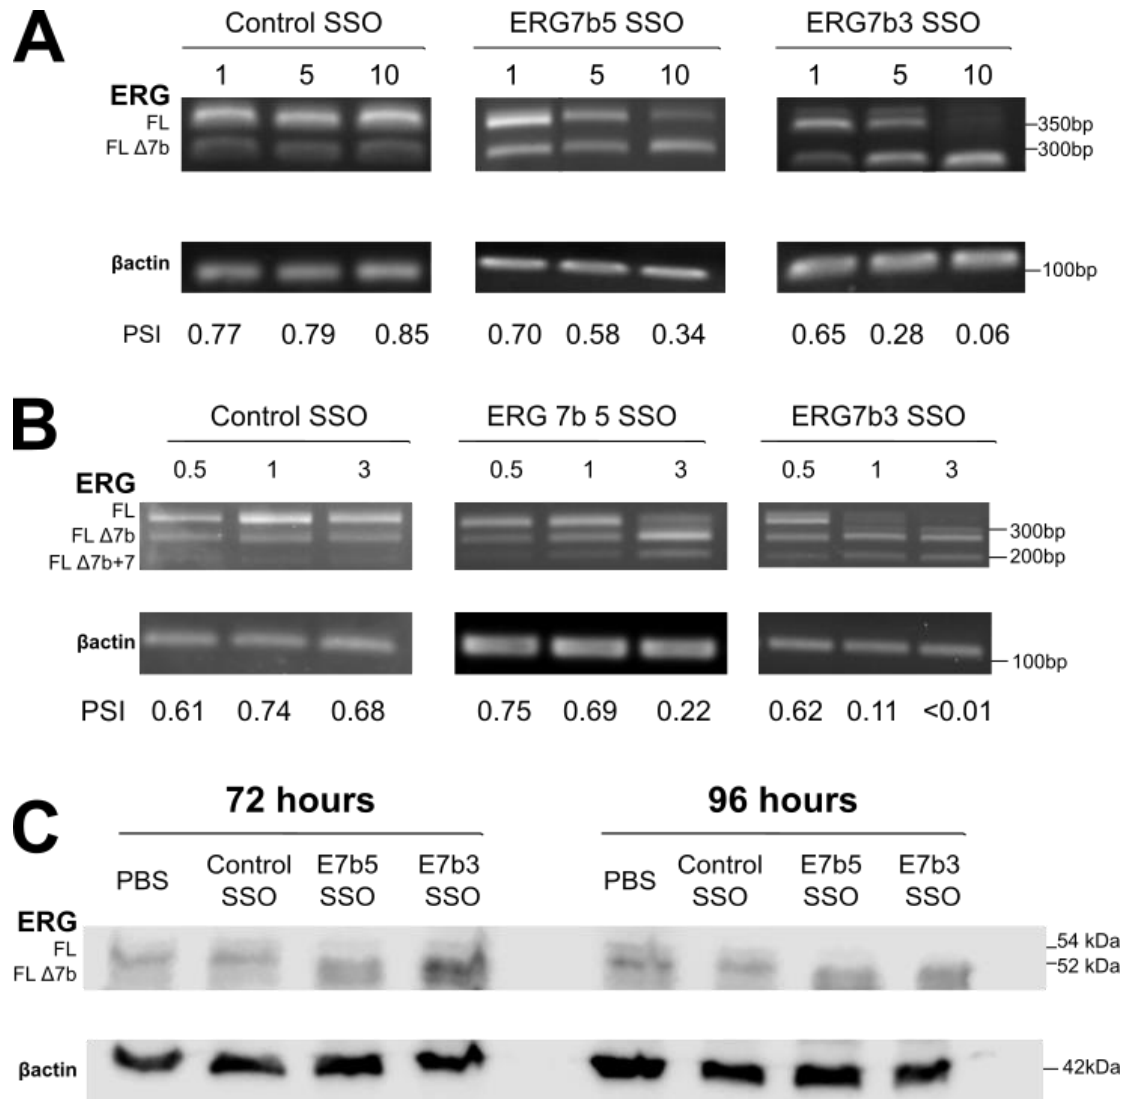 A
Control SSO ERG7b5 SSO ERG7b3 SSO
1 5 10 1 5 10 1 5 10
ERG
FL
FL Δ7b
350bp
300bp
βactin
100bp
PSI 0.77 0.79 0.85 0.70 0.58 0.34 0.65 0.28 0.06
B
Control SSO ERG 7b 5 SSO ERG7b3 SSO
0.5 1 3 0.5 1 3 0.5 1 3
ERG
FL
FL Δ7b
FL Δ7b+7
300bp
200bp
βactin
100bp
PSI 0.61 0.74 0.68 0.75 0.69 0.22 0.62 0.11 <0.01
C
72 hours 96 hours
PBS Control SSO E7b5 SSO E7b3 SSO PBS Control SSO E7b5 SSO E7b3 SSO
ERG
FL
FL Δ7b
54 kDa
52 kDa
βactin
42kDa